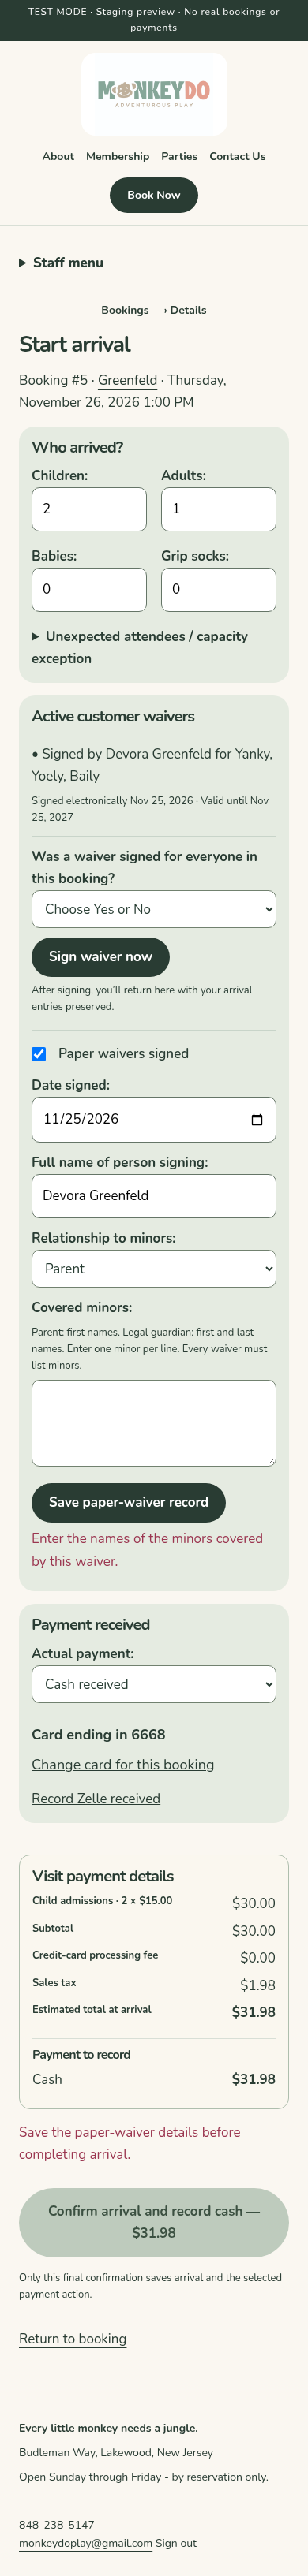 TEST MODE · Staging preview · No real bookings or
payments
MONKEYDO
ADVENTUROUS PLAY
About Membership Parties Contact Us
Book Now
▶ Staff menu
Bookings › Details
Start arrival
Booking #5 · Greenfeld · Thursday,
November 26, 2026 1:00 PM
Who arrived?
Children: Adults:
2 1
Babies: Grip socks:
0 0
▶ Unexpected attendees / capacity
exception
Active customer waivers
• Signed by Devora Greenfeld for Yanky,
Yoely, Baily
Signed electronically Nov 25, 2026 · Valid until Nov
25, 2027
Was a waiver signed for everyone in
this booking?
Choose Yes or No
Sign waiver now
After signing, you’ll return here with your arrival
entries preserved.
Paper waivers signed
Date signed:
11/25/2026
Full name of person signing:
Devora Greenfeld
Relationship to minors:
Parent
Covered minors:
Parent: first names. Legal guardian: first and last
names. Enter one minor per line. Every waiver must
list minors.
Save paper-waiver record
Enter the names of the minors covered
by this waiver.
Payment received
Actual payment:
Cash received
Card ending in 6668
Change card for this booking
Record Zelle received
Visit payment details
Child admissions · 2 × $15.00 $30.00
Subtotal $30.00
Credit-card processing fee $0.00
Sales tax $1.98
Estimated total at arrival $31.98
Payment to record
Cash $31.98
Save the paper-waiver details before
completing arrival.
Confirm arrival and record cash —
$31.98
Only this final confirmation saves arrival and the selected
payment action.
Return to booking
Every little monkey needs a jungle.
Budleman Way, Lakewood, New Jersey
Open Sunday through Friday - by reservation only.
848-238-5147
monkeydoplay@gmail.com Sign out